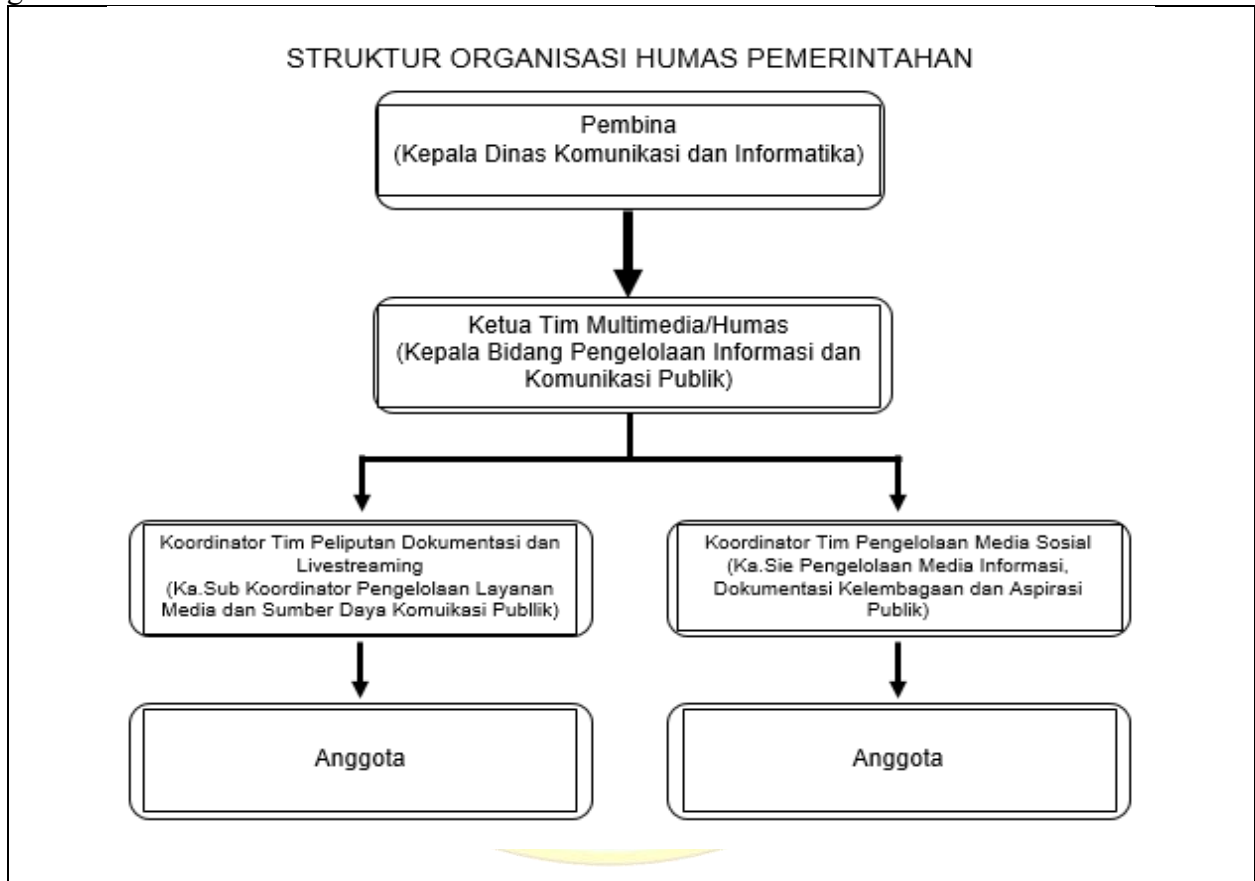 STRUKTUR ORGANISASI HUMAS PEMERINTAHAN
Pembina
(Kepala Dinas Komunikasi dan Informatika)
Ketua Tim Multimedia/Humas
(Kepala Bidang Pengelolaan Informasi dan
Komunikasi Publik)
Koordinator Tim Peliputan Dokumentasi dan
Livestreaming
(Ka.Sub Koordinator Pengelolaan Layanan
Media dan Sumber Daya Komuikasi Publlik)
Koordinator Tim Pengelolaan Media Sosial
(Ka.Sie Pengelolaan Media Informasi,
Dokumentasi Kelembagaan dan Aspirasi
Publik)
Anggota
Anggota